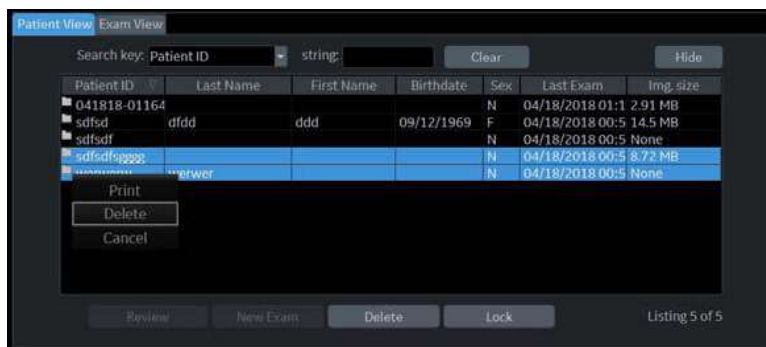 Patient View Exam View
Search key: Patient ID string: Clear Hide
Patient ID Last Name First Name Birthdate Sex Last Exam Img. size
041818-01164 N 04/18/2018 01:1 2.91 MB
sdfsd dfdd ddd 09/12/1969 F 04/18/2018 00:5 14.5 MB
sdfsdf N 04/18/2018 00:5 None
sdfsdfsgggg N 04/18/2018 00:5 8.72 MB
werwer N 04/18/2018 00:5 None
Print
Delete
Cancel
Review New Exam Delete Lock Listing 5 of 5